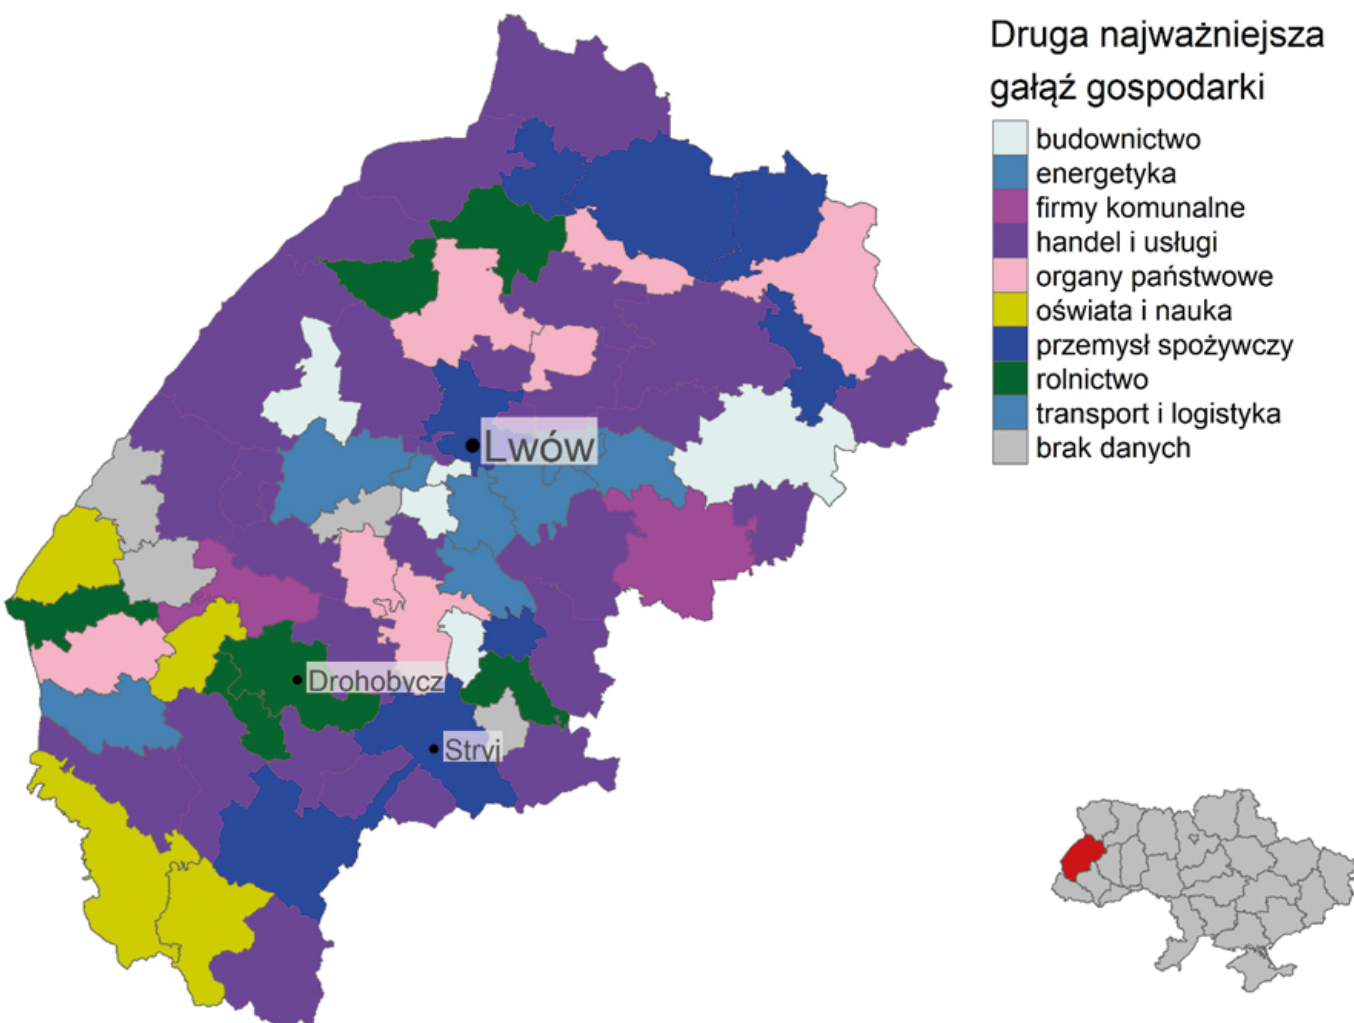 Druga najważniejsza
gałąź gospodarki
budownictwo
energetyka
firmy komunalne
handel i usługi
organy państwowe
oświata i nauka
przemysł spożywczy
rolnictwo
transport i logistyka
brak danych
Lwów
Drohobycz
Stryj